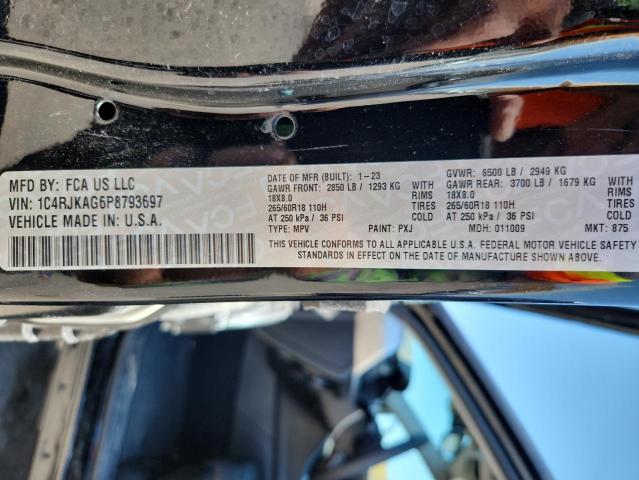 MFD BY: FCA US LLC
VIN: 1C4RJKAG6P8793697
VEHICLE MADE IN: U.S.A.
DATE OF MFR (BUILT): 1-23 GVWR: 6500 LB / 2949 KG
GAWR FRONT: 2850 LB / 1293 KG WITH GAWR REAR: 3700 LB / 1679 KG WITH
18X8.0 RIMS 18X8.0 RIMS
265/60R18 110H TIRES 265/60R18 110H TIRES
AT 250 kPa / 36 PSI COLD AT 250 kPa / 36 PSI COLD
TYPE: MPV PAINT: PXJ MDH: 011009 MKT: 875
THIS VEHICLE CONFORMS TO ALL APPLICABLE U.S.A. FEDERAL MOTOR VEHICLE SAFETY
STANDARDS IN EFFECT ON THE DATE OF MANUFACTURE SHOWN ABOVE.